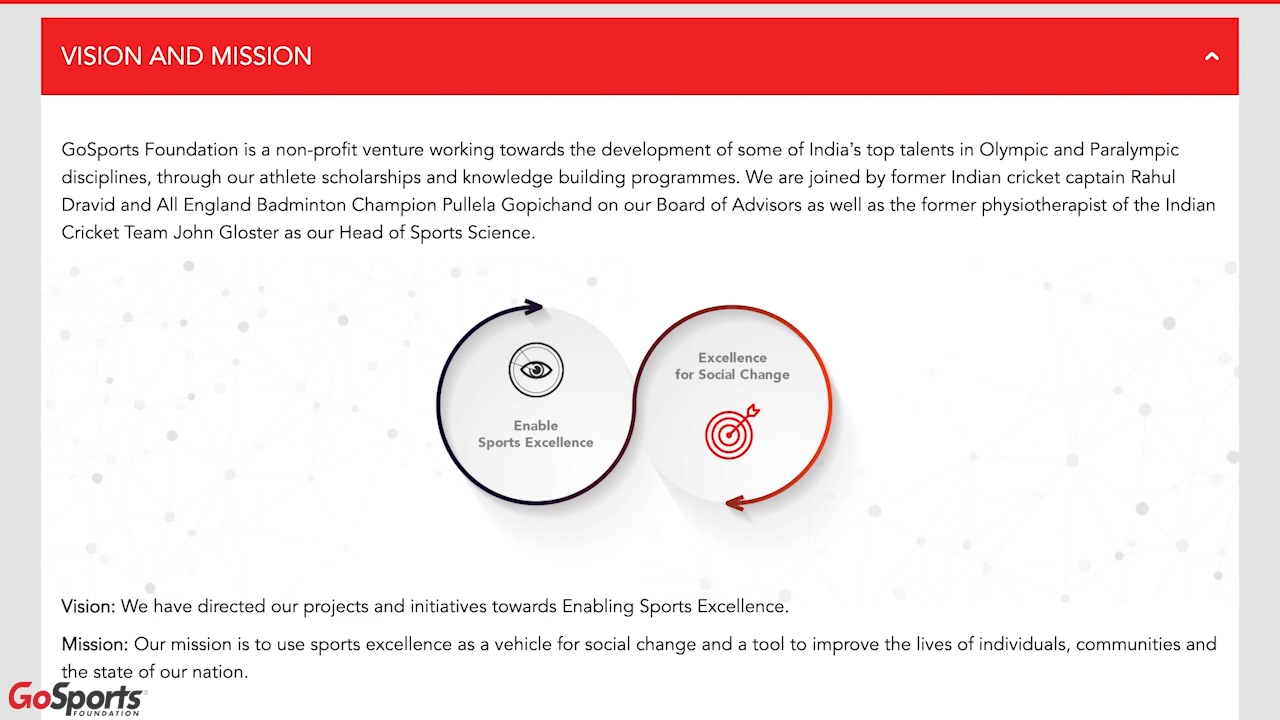 VISION AND MISSION
GoSports Foundation is a non-profit venture working towards the development of some of India's top talents in Olympic and Paralympic
disciplines, through our athlete scholarships and knowledge building programmes. We are joined by former Indian cricket captain Rahul
Dravid and All England Badminton Champion Pullela Gopichand on our Board of Advisors as well as the former physiotherapist of the Indian
Cricket Team John Gloster as our Head of Sports Science.
Enable
Sports Excellence
Excellence
for Social Change
Vision: We have directed our projects and initiatives towards Enabling Sports Excellence.
Mission: Our mission is to use sports excellence as a vehicle for social change and a tool to improve the lives of individuals, communities and
the state of our nation.
GoSports
FOUNDATION